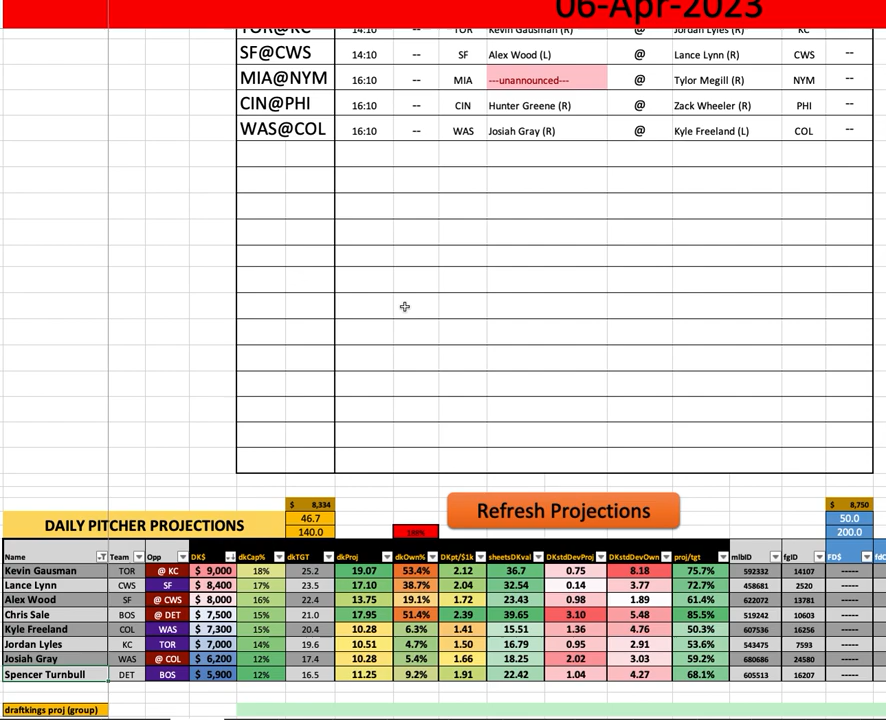 06-Apr-2023
TOR@KC 14:10 -- TOR Kevin Gausman (R) @ Jordan Lyles (R) KC
SF@CWS 14:10 -- SF Alex Wood (L) @ Lance Lynn (R) CWS --
MIA@NYM 16:10 -- MIA ---unannounced--- @ Tylor Megill (R) NYM --
CIN@PHI 16:10 -- CIN Hunter Greene (R) @ Zack Wheeler (R) PHI --
WAS@COL 16:10 -- WAS Josiah Gray (R) @ Kyle Freeland (L) COL --
$ 8,334 $ 8,750
DAILY PITCHER PROJECTIONS 46.7 Refresh Projections 50.0
140.0 188% 200.0
Name Team Opp DK$ dkCap% dkTGT dkProj dkOwn% DKpt/$1k sheetsDKval DKstdDevProj DKstdDevOwn proj/tgt mlbID fgID FD$
Kevin Gausman TOR @ KC $ 9,000 18% 25.2 19.07 53.4% 2.12 36.7 0.75 8.18 75.7% 592332 14107 -----
Lance Lynn CWS SF $ 8,400 17% 23.5 17.10 38.7% 2.04 32.54 0.14 3.77 72.7% 458681 2520 -----
Alex Wood SF @ CWS $ 8,000 16% 22.4 13.75 19.1% 1.72 23.43 0.98 1.89 61.4% 622072 13781 -----
Chris Sale BOS @ DET $ 7,500 15% 21.0 17.95 51.4% 2.39 39.65 3.10 5.48 85.5% 519242 10603 -----
Kyle Freeland COL WAS $ 7,300 15% 20.4 10.28 6.3% 1.41 15.51 1.36 4.76 50.3% 607536 16256 -----
Jordan Lyles KC TOR $ 7,000 14% 19.6 10.51 4.7% 1.50 16.79 0.95 2.91 53.6% 543475 7593 -----
Josiah Gray WAS @ COL $ 6,200 12% 17.4 10.28 5.4% 1.66 18.25 2.02 3.03 59.2% 680686 24580 -----
Spencer Turnbull DET BOS $ 5,900 12% 16.5 11.25 9.2% 1.91 22.42 1.04 4.27 68.1% 605513 16207 -----
draftkings proj (group)